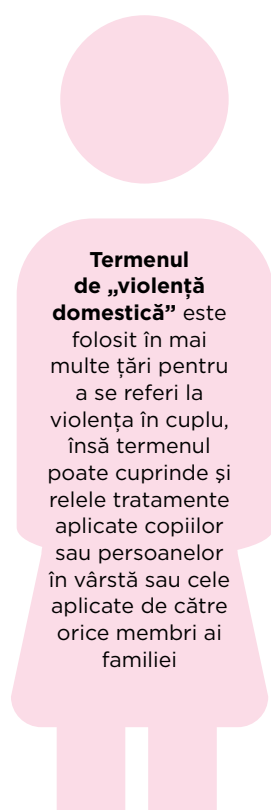 Termenul
de „violență
domestică” este
folosit în mai
multe țări pentru
a se referi la
violența în cuplu,
însă termenul
poate cuprinde și
relele tratamente
aplicate copiilor
sau persoanelor
în vârstă sau cele
aplicate de către
orice membri ai
familiei